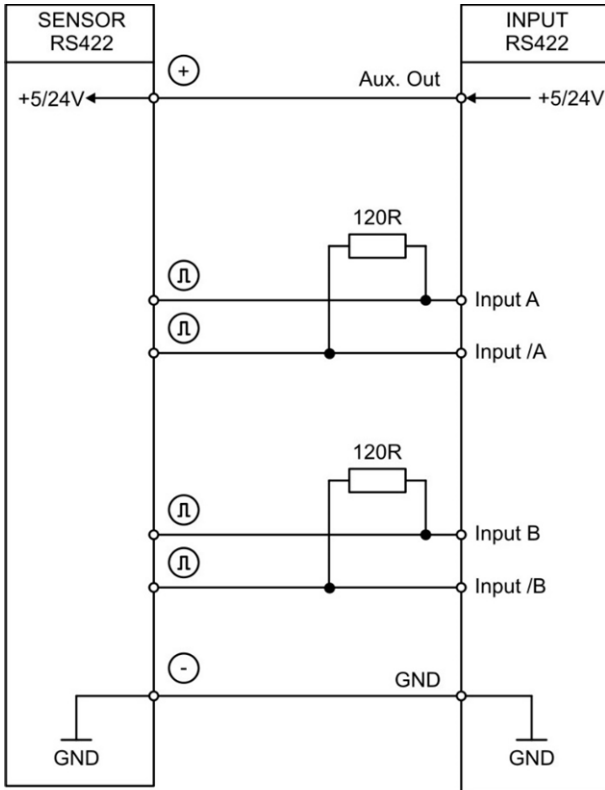 SENSOR
RS422
INPUT
RS422
+
Aux. Out
+5/24V
+5/24V
120R
Input A
Input /A
120R
Input B
Input /B
-
GND
GND
GND